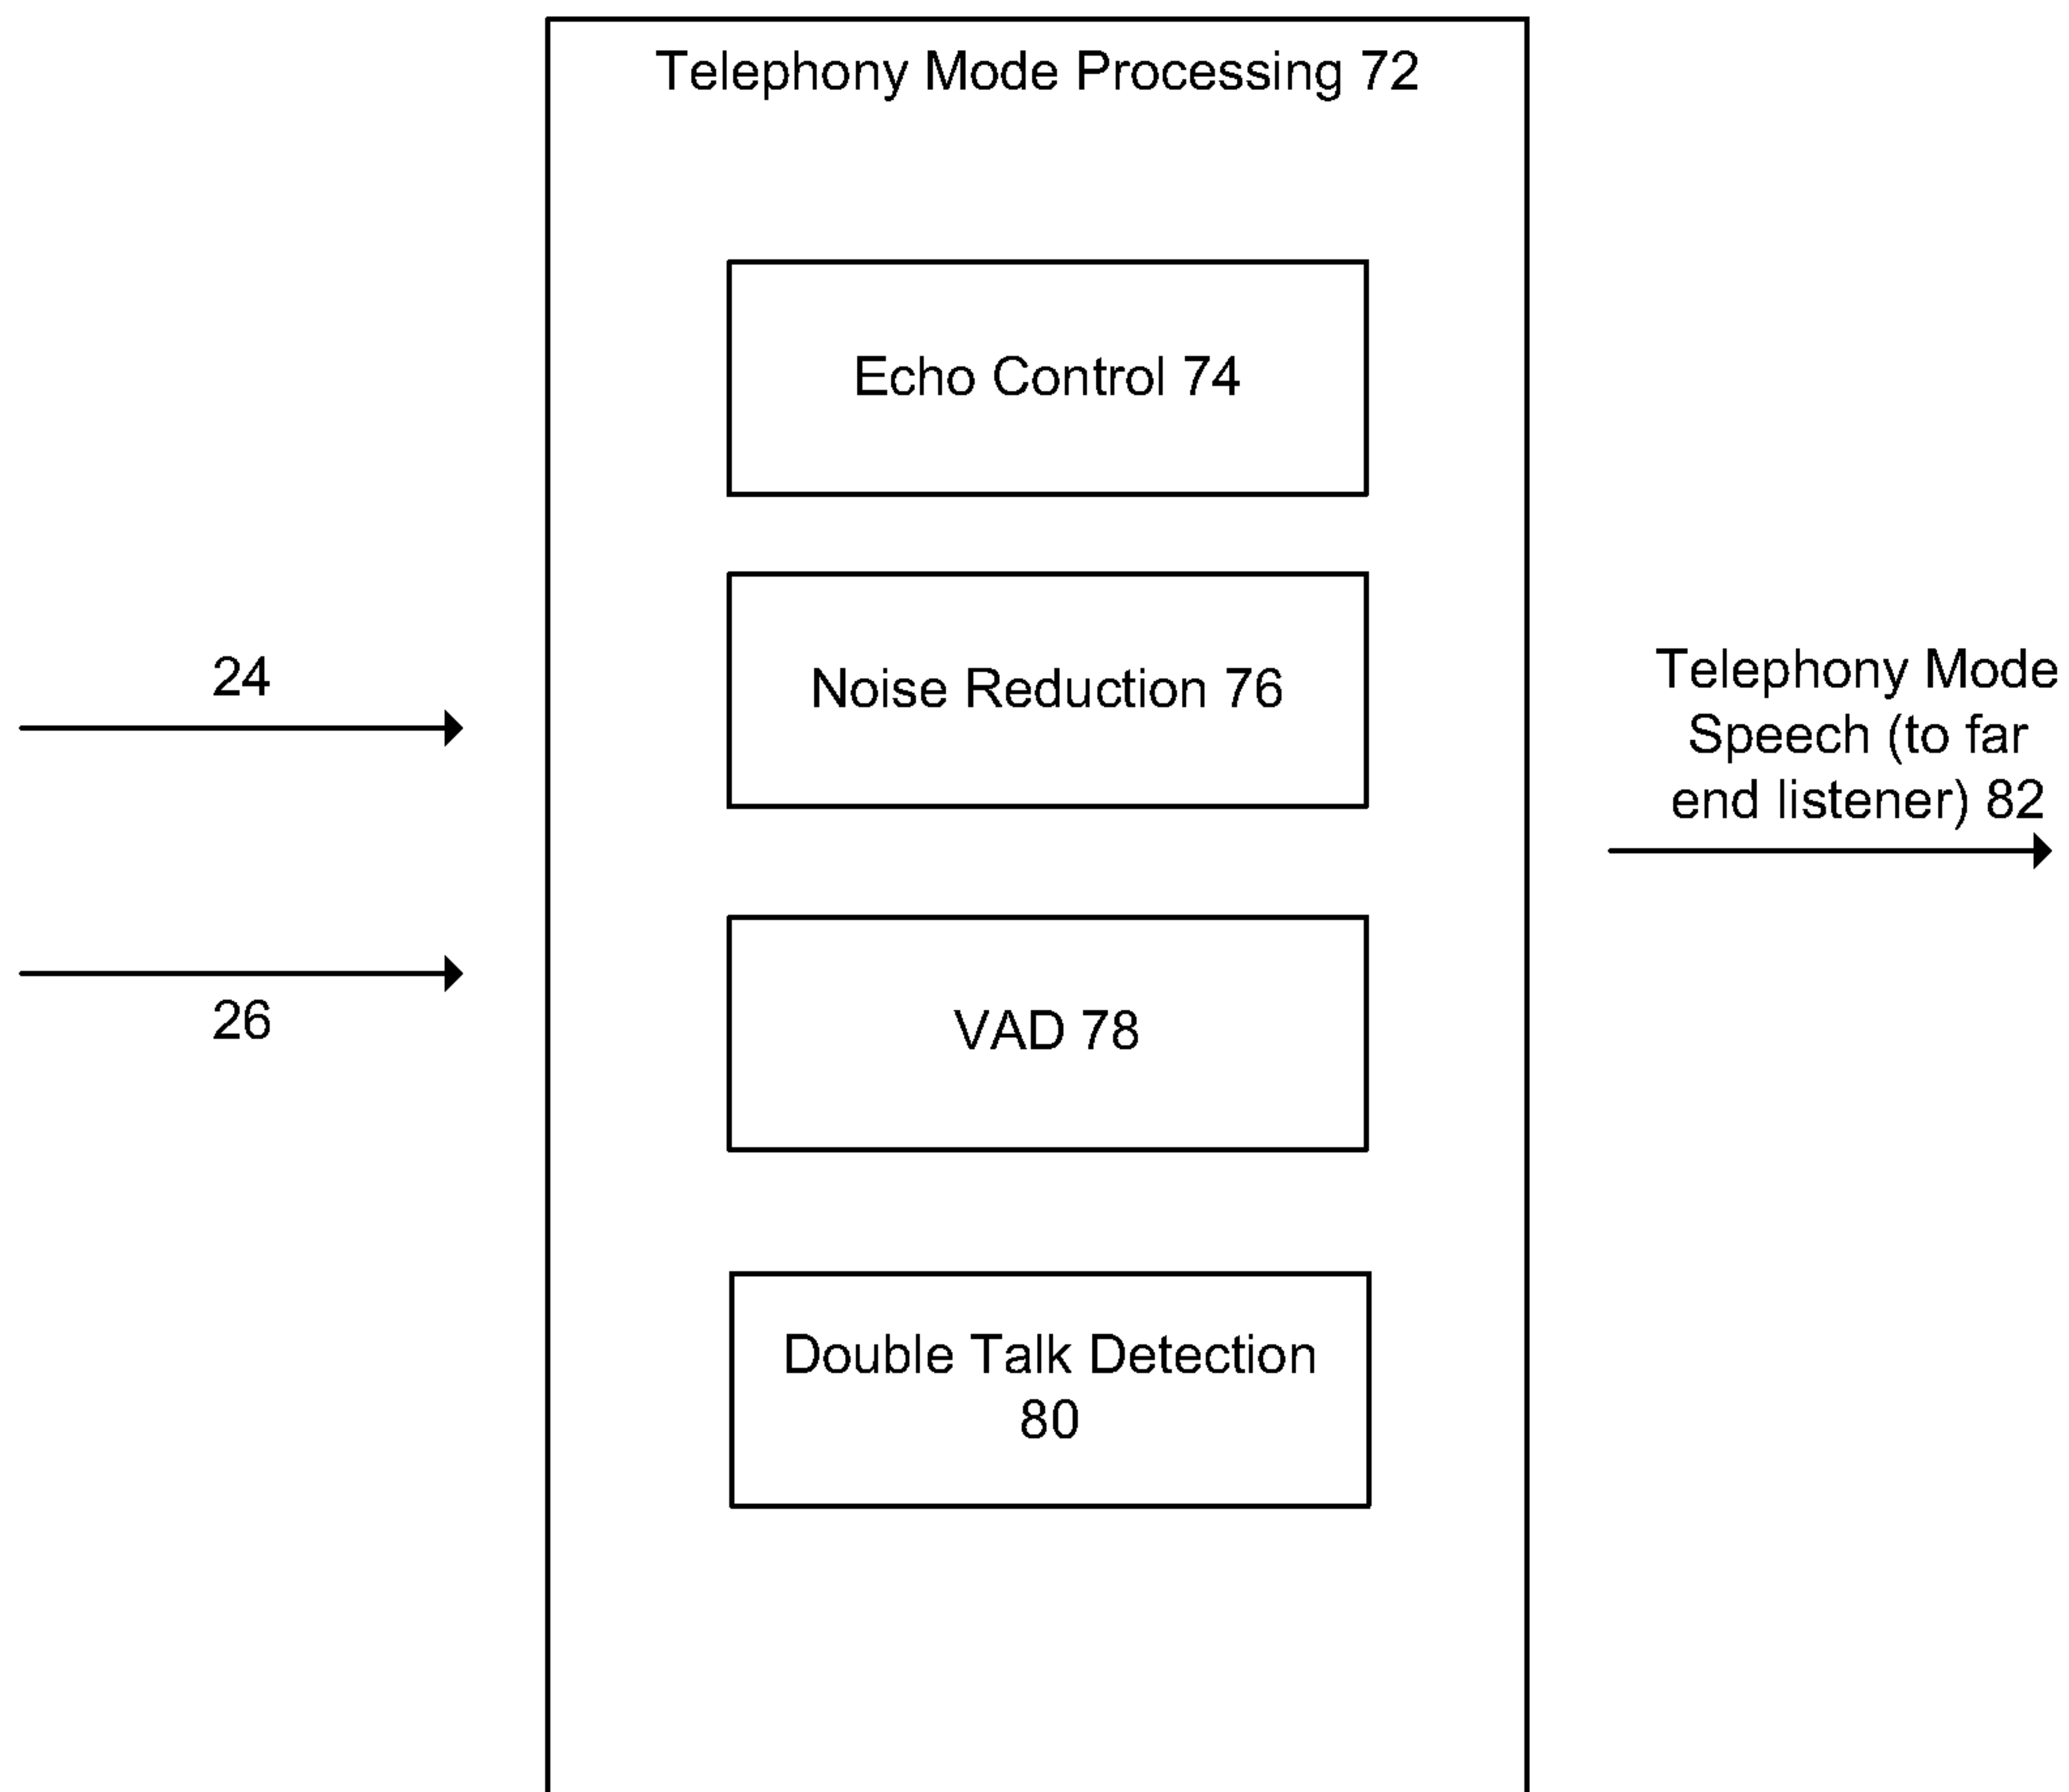 Telephony Mode Processing 72
Echo Control 74
24
Noise Reduction 76
Telephony Mode
Speech (to far
end listener) 82
26
VAD 78
Double Talk Detection
80